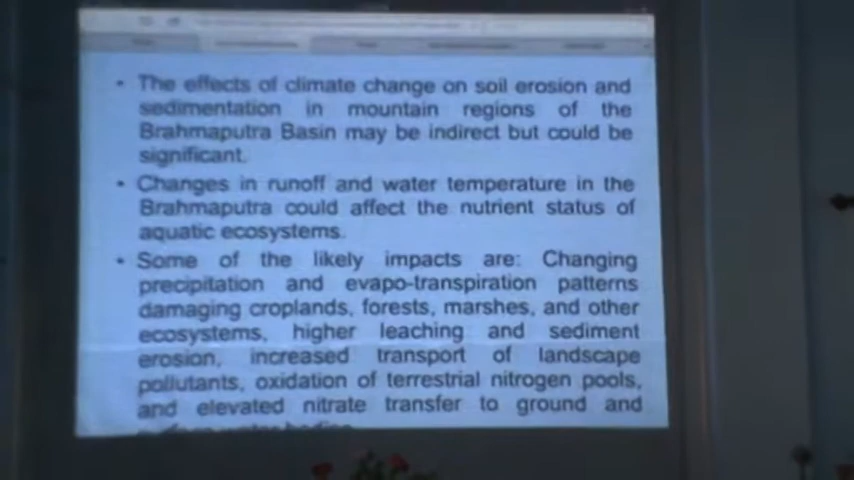 • The effects of climate change on soil erosion and
sedimentation in mountain regions of the
Brahmaputra Basin may be indirect but could be
significant.
• Changes in runoff and water temperature in the
Brahmaputra could affect the nutrient status of
aquatic ecosystems.
• Some of the likely impacts are: Changing
precipitation and evapo-transpiration patterns
damaging croplands, forests, marshes, and other
ecosystems, higher leaching and sediment
erosion, increased transport of landscape
pollutants, oxidation of terrestrial nitrogen pools,
and elevated nitrate transfer to ground and